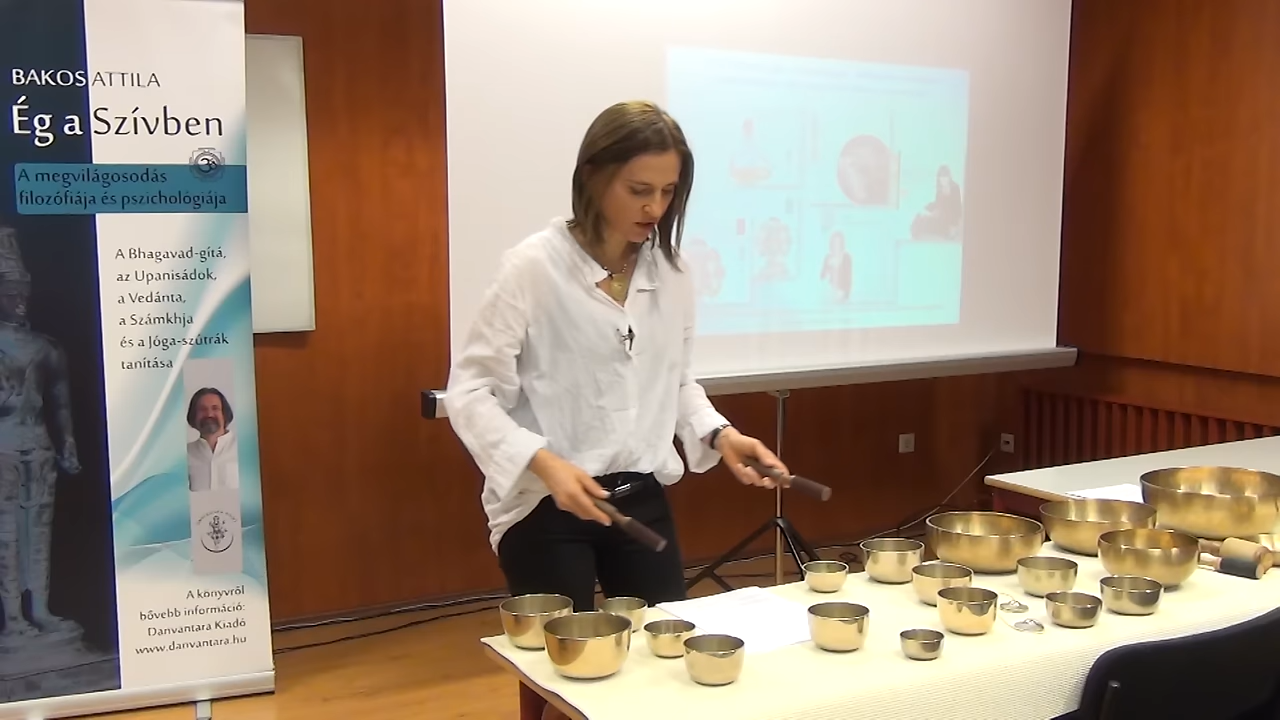 BAKOS ATTILA
Ég a Szívben
A megvilágosodás
filozófiája és pszichológiája
A Bhagavad-gítá,
az Upanisádok,
a Védánta,
a Számkhja
és a Jóga-szútrák
tanítása
A könyvről
bővebb információ:
Danvantara Kiadó
www.danvantara.hu